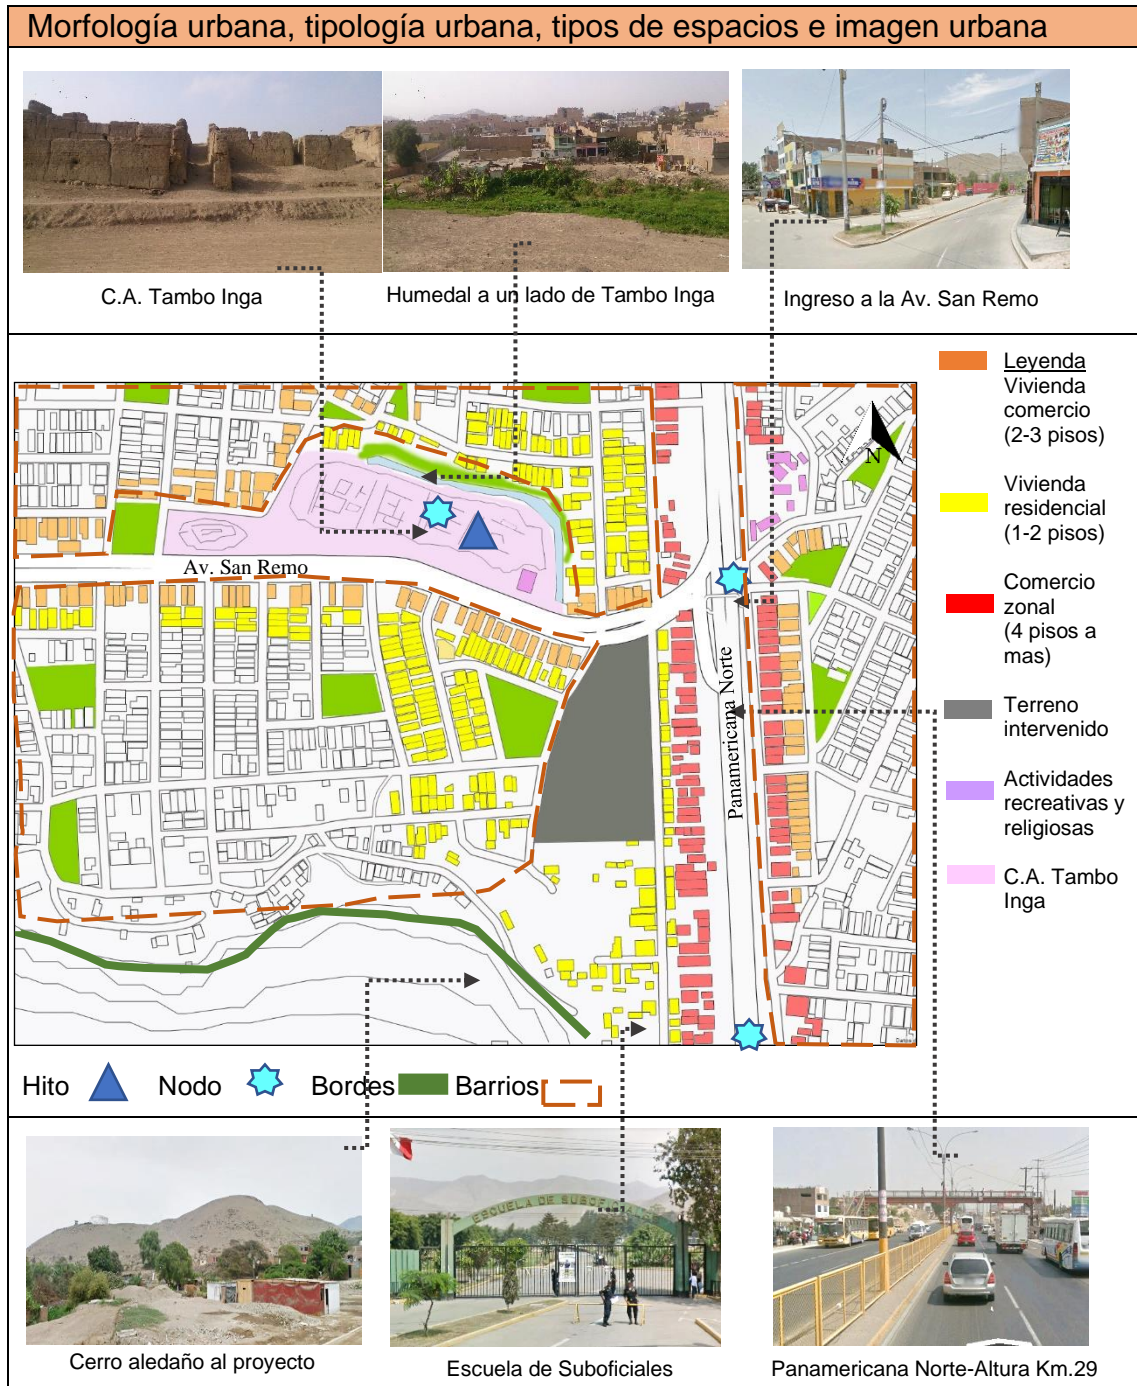 Morfología urbana, tipología urbana, tipos de espacios e imagen urbana
C.A. Tambo Inga
Humedal a un lado de Tambo Inga
Ingreso a la Av. San Remo
Leyenda
Vivienda
comercio
(2-3 pisos)
Vivienda
residencial
(1-2 pisos)
Comercio
zonal
(4 pisos a
mas)
Terreno
intervenido
Actividades
recreativas y
religiosas
C.A. Tambo
Inga
N
Av. San Remo
Panamericana Norte
Hito
Nodo
Bordes
Barrios
ESCUELA DE SUBOFICIALES
Cerro aledaño al proyecto
Escuela de Suboficiales
Panamericana Norte-Altura Km.29